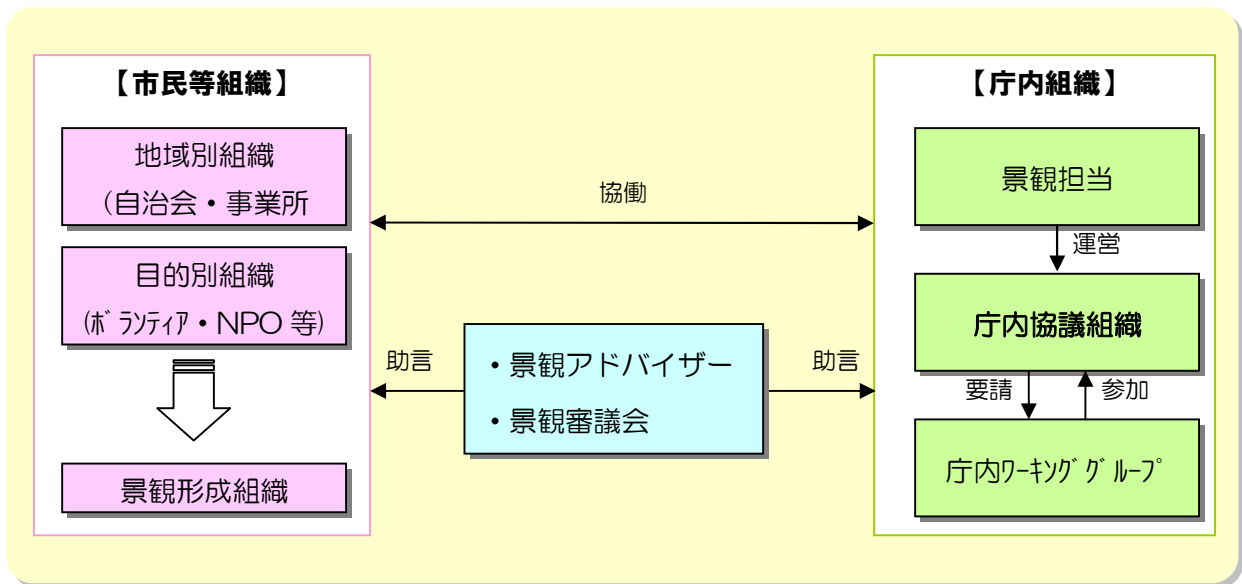 【市民等組織】
地域別組織
（自治会・事業所
目的別組織
(ﾎﾞﾗﾝﾃｨｱ・NPO 等)
景観形成組織
協働
助言
・景観アドバイザー
・景観審議会
助言
【庁内組織】
景観担当
運営
庁内協議組織
要請
参加
庁内ﾜｰｷﾝｸﾞｸﾞﾙｰﾌﾟ